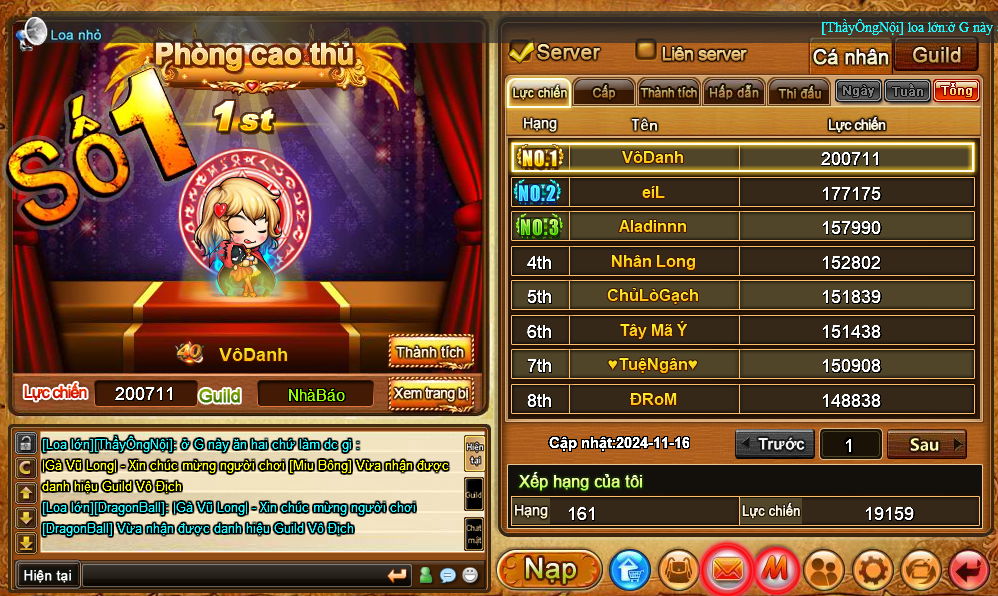 Loa nhỏ
[ThầyÔngNội] loa lớn:ở G này
Phòng cao thủ
Số 1
1st
40
VôDanh
Thành tích
Lực chiến 200711 Guild NhàBáo Xem trang bị
[Loa lớn][ThầyÔngNội]: ở G này ăn hai chứ làm dc gì :
|Gà Vũ Long| - Xin chúc mừng người chơi [Miu Bông] Vừa nhận được
danh hiệu Guild Vô Địch
[Loa lớn][DragonBall]: |Gà Vũ Long| - Xin chúc mừng người chơi
[DragonBall] Vừa nhận được danh hiệu Guild Vô Địch
Hiện
tại
Guild
Chat
mật
Hiện tại
Server Liên server Cá nhân Guild
Lực chiến Cấp Thành tích Hấp dẫn Thi đấu Ngày Tuần Tổng
Hạng Tên Lực chiến
NO.1 VôDanh 200711
NO.2 eíL 177175
NO.3 Aladinnn 157990
4th Nhân Long 152802
5th ChủLòGạch 151839
6th Tây Mã Ý 151438
7th ♥TuệNgân♥ 150908
8th ĐRoM 148838
Cập nhật:2024-11-16 Trước 1 Sau
Xếp hạng của tôi
Hạng 161 Lực chiến 19159
Nạp M